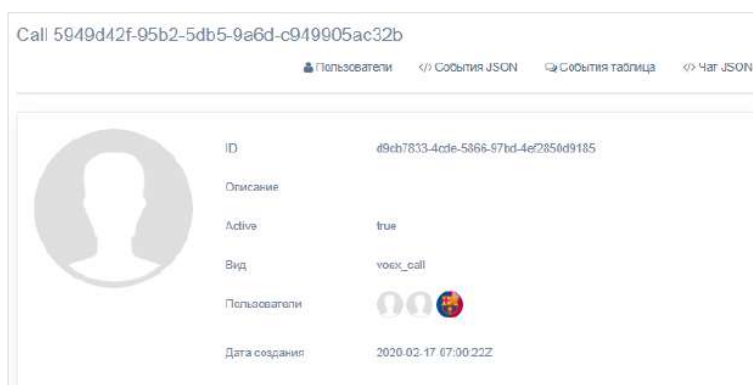 Call 5949d42f-95b2-5db5-9a6d-c949905ac32b
Пользователи </> События JSON События таблица </> Чат JSON
ID d9cb7833-4cde-5866-97bd-4ef2850d9185
Описание
Active true
Вид voex_call
Пользователи
Дата создания 2020-02-17 07:00:22Z